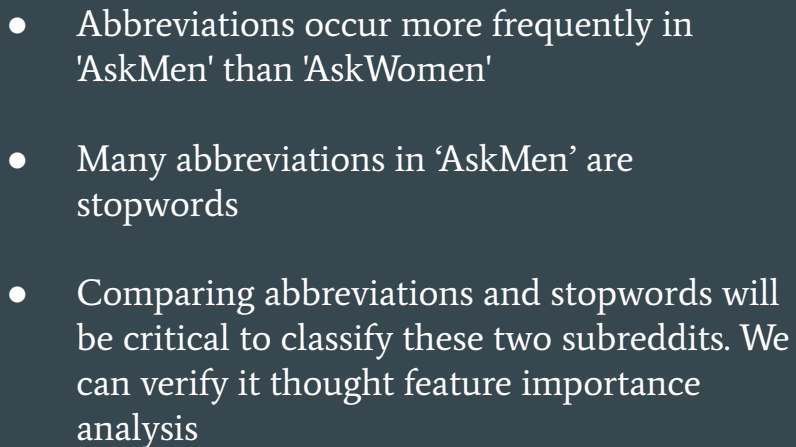 ● Abbreviations occur more frequently in
'AskMen' than 'AskWomen'
● Many abbreviations in ‘AskMen’ are
stopwords
● Comparing abbreviations and stopwords will
be critical to classify these two subreddits. We
can verify it thought feature importance
analysis